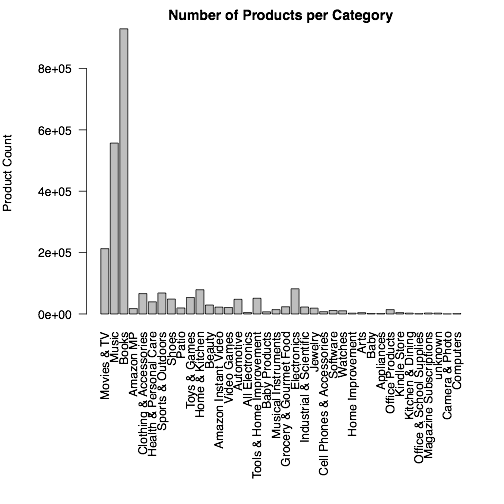 Number of Products per Category
Product Count
8e+05
6e+05
4e+05
2e+05
0e+00
Movies & TV
Music
Books
Amazon MP
Clothing & Accessories
Health & Personal Care
Sports & Outdoors
Shoes
Patio
Toys & Games
Home & Kitchen
Beauty
Amazon Instant Video
Video Games
Automotive
All Electronics
Tools & Home Improvement
Baby Products
Musical Instruments
Grocery & Gourmet Food
Electronics
Industrial & Scientific
Jewelry
Cell Phones & Accessories
Software
Watches
Home Improvement
Arts
Baby
Appliances
Office Products
Kindle Store
Kitchen & Dining
Office & School Supplies
Magazine Subscriptions
unknown
Camera & Photo
Computers